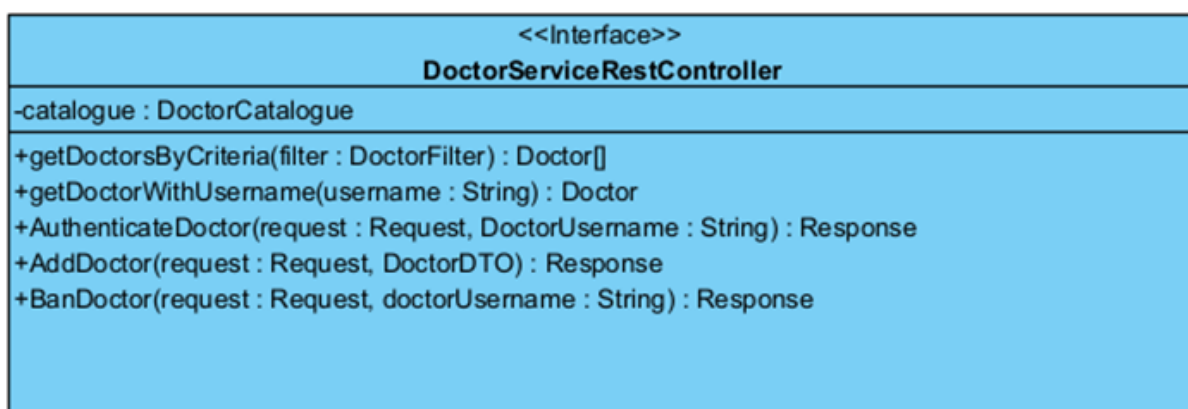 <<Interface>>
DoctorServiceRestController
-catalogue : DoctorCatalogue
+getDoctorsByCriteria(filter : DoctorFilter) : Doctor[]
+getDoctorWithUsername(username : String) : Doctor
+AuthenticateDoctor(request : Request, DoctorUsername : String) : Response
+AddDoctor(request : Request, DoctorDTO) : Response
+BanDoctor(request : Request, doctorUsername : String) : Response